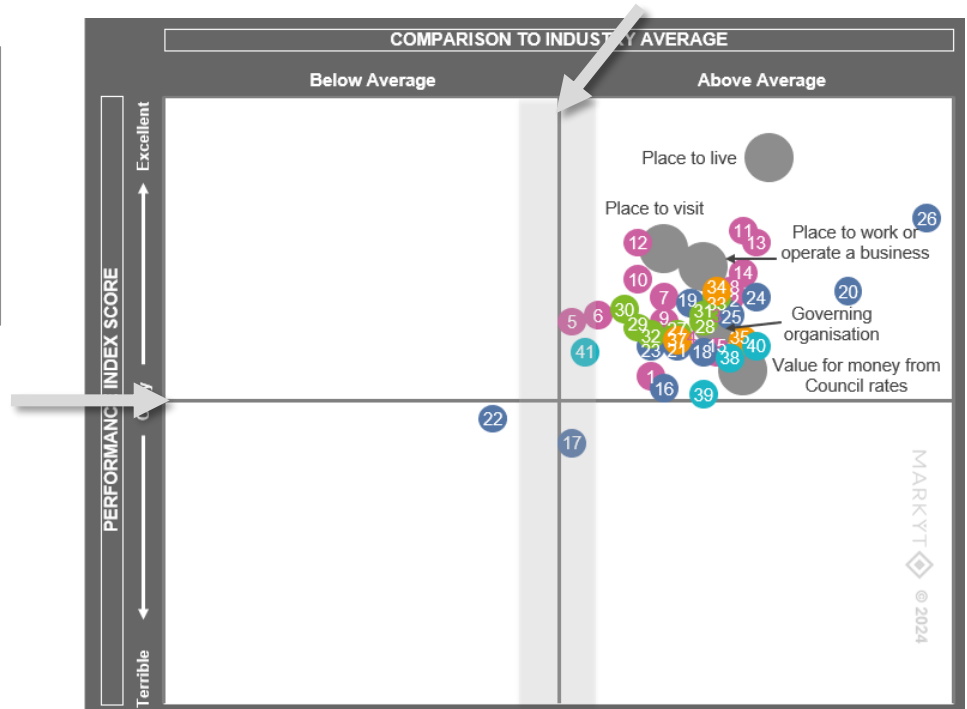 COMPARISON TO INDUSTRY AVERAGE
Below Average
Above Average
PERFORMANCE INDEX SCORE
Excellent
Terrible
Place to live
Place to visit
26
11
13
12
Place to work or
operate a business
14
10
34
8
20
7
19
33
2
24
30
31
25
Governing
organisation
6
5
9
29
28
27
32
37
35
40
41
23
21
18
15
38
Value for money from
Council rates
1
16
39
22
17
MARKYT
© 2024